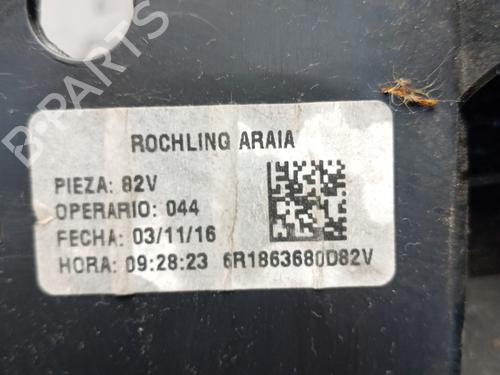 ROCHLING ARAIA
PIEZA: 82V
OPERARIO: 044
FECHA: 03/11/16
HORA: 09:28:23 6R1863680D82V
B-PARTS